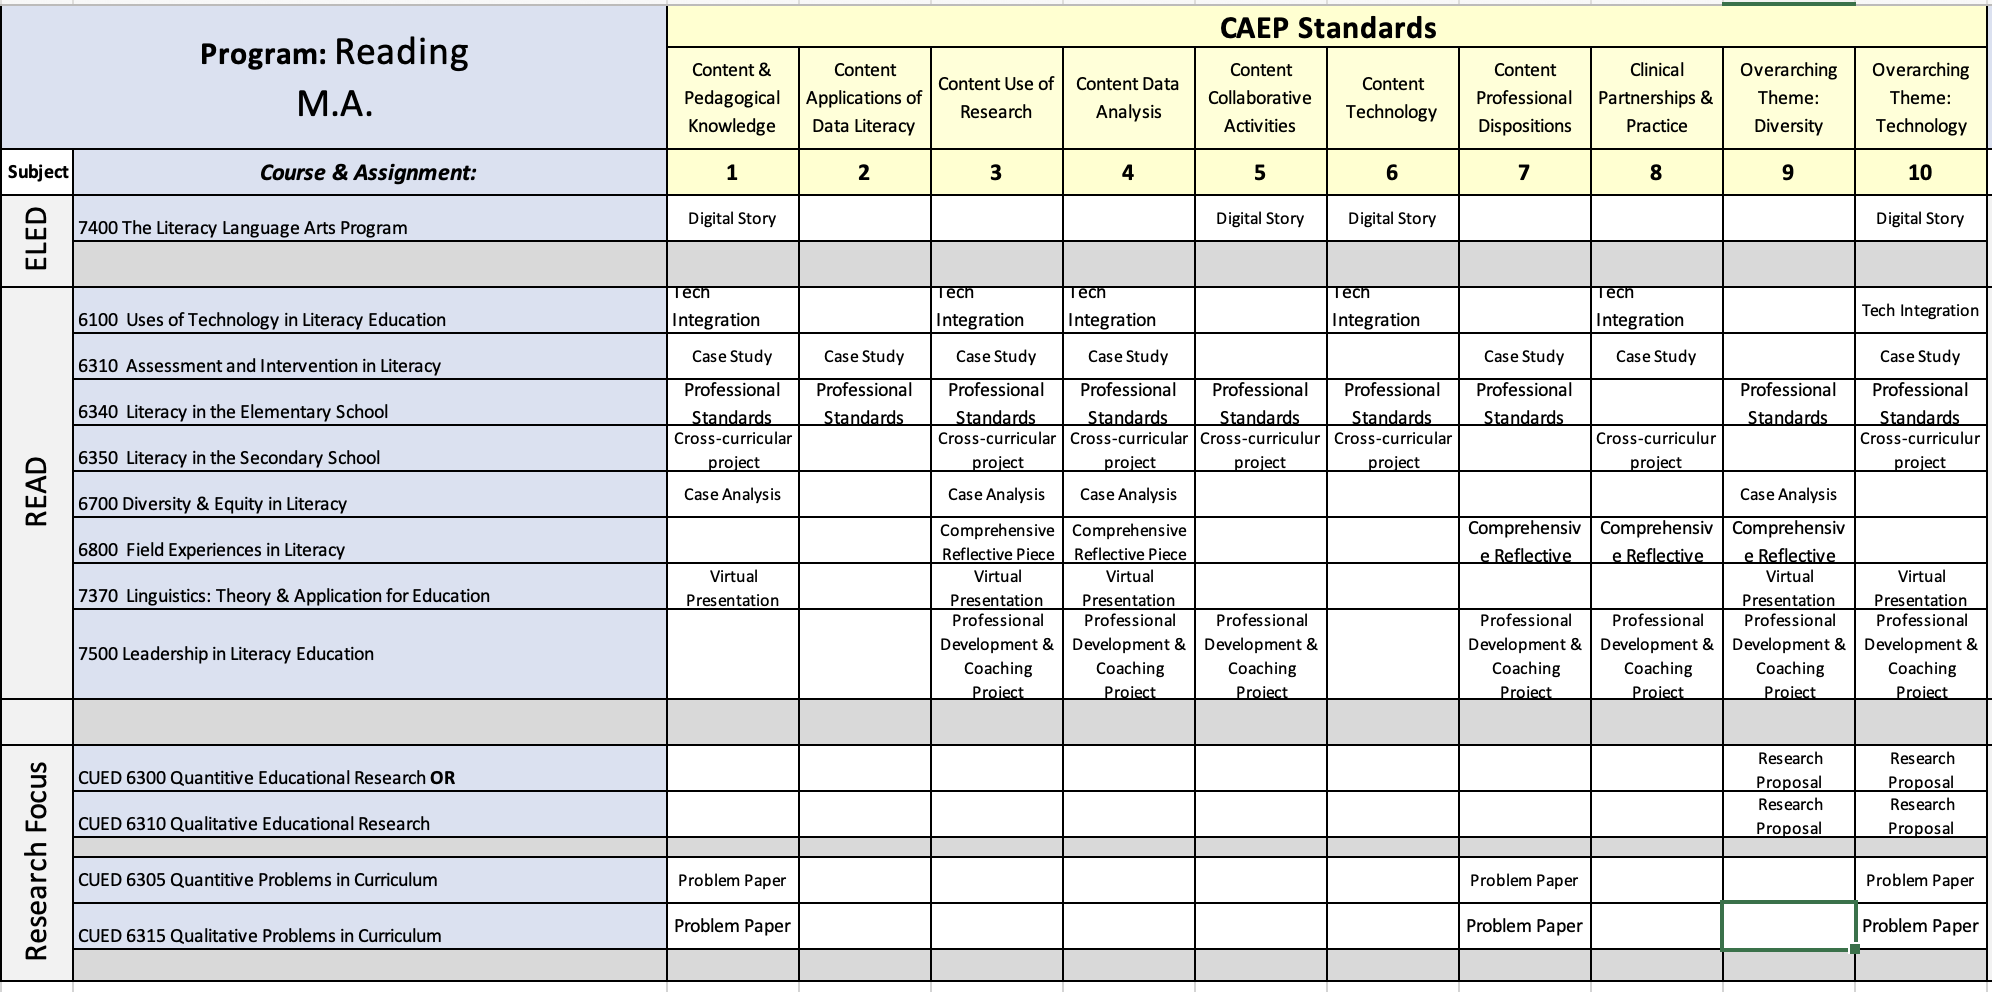 CAEP Standards
Program: Reading
M.A.
Content & Pedagogical Knowledge
Content Applications of Data Literacy
Content Use of Research
Content Data Analysis
Content Collaborative Activities
Content Technology
Content Professional Dispositions
Clinical Partnerships & Practice
Overarching Theme: Diversity
Overarching Theme: Technology
Subject Course & Assignment: 1 2 3 4 5 6 7 8 9 10
ELED
7400 The Literacy Language Arts Program Digital Story Digital Story Digital Story Digital Story
READ
6100 Uses of Technology in Literacy Education Tech Integration Tech Integration Tech Integration Tech Integration Tech Integration Tech Integration
6310 Assessment and Intervention in Literacy Case Study Case Study Case Study Case Study Case Study Case Study Case Study
6340 Literacy in the Elementary School Professional Standards Professional Standards Professional Standards Professional Standards Professional Standards Professional Standards Professional Standards Professional Standards Professional Standards
6350 Literacy in the Secondary School Cross-curricular project Cross-curricular project Cross-curricular project Cross-curriculur project Cross-curricular project Cross-curriculur project Cross-curriculur project
6700 Diversity & Equity in Literacy Case Analysis Case Analysis Case Analysis Case Analysis
6800 Field Experiences in Literacy Comprehensive Reflective Piece Comprehensive Reflective Piece Comprehensiv e Reflective Comprehensiv e Reflective Comprehensiv e Reflective
7370 Linguistics: Theory & Application for Education Virtual Presentation Virtual Presentation Virtual Presentation Virtual Presentation Virtual Presentation
7500 Leadership in Literacy Education Professional Development & Coaching Project Professional Development & Coaching Project Professional Development & Coaching Project Professional Development & Coaching Project Professional Development & Coaching Project Professional Development & Coaching Project Professional Development & Coaching Project
Research Focus
CUED 6300 Quantitive Educational Research OR Research Proposal Research Proposal
CUED 6310 Qualitative Educational Research Research Proposal Research Proposal
CUED 6305 Quantitive Problems in Curriculum Problem Paper Problem Paper Problem Paper
CUED 6315 Qualitative Problems in Curriculum Problem Paper Problem Paper Problem Paper